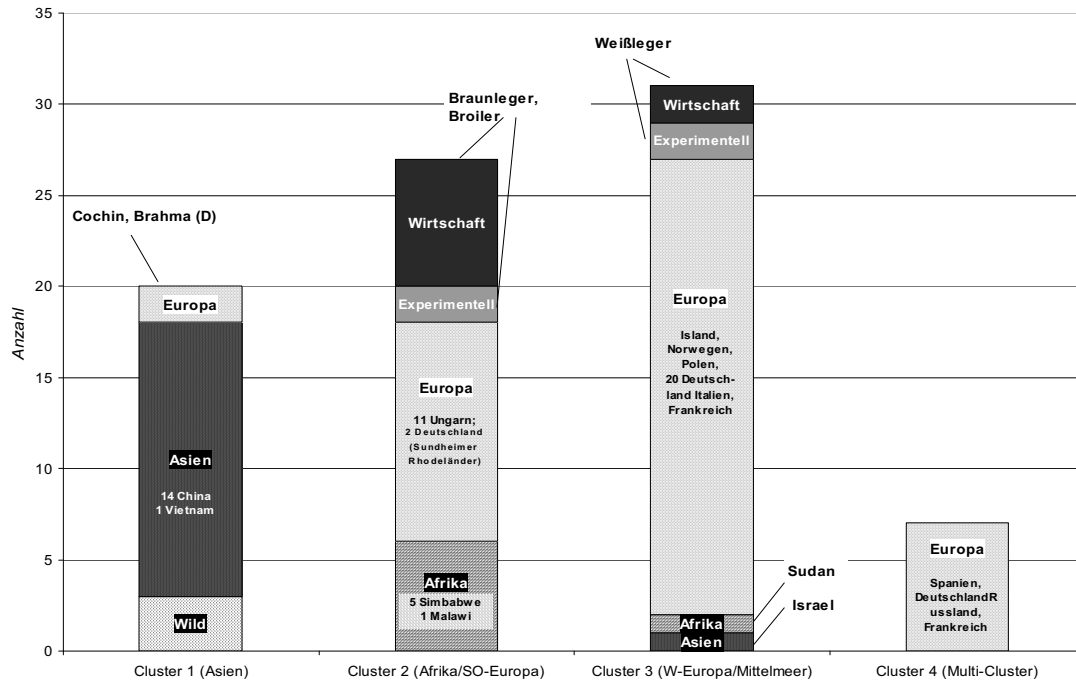 35
30
25
20
15
10
5
0
Anzahl
Cochin, Brahma (D)
Europa
Asien
14 China
1 Vietnam
Wild
Cluster 1 (Asien)
Braunleger,
Broiler
Wirtschaft
Experimentell
Europa
11 Ungarn;
2 Deutschland
(Sundheimer
Rhodeländer)
Afrika
5 Simbabwe
1 Malawi
Cluster 2 (Afrika/SO-Europa)
Weißleger
Wirtschaft
Experimentell
Europa
Island,
Norwegen,
Polen,
20 Deutsch-
land Italien,
Frankreich
Afrika
Asien
Sudan
Israel
Cluster 3 (W-Europa/Mittelmeer)
Europa
Spanien,
DeutschlandR
ussland,
Frankreich
Cluster 4 (Multi-Cluster)